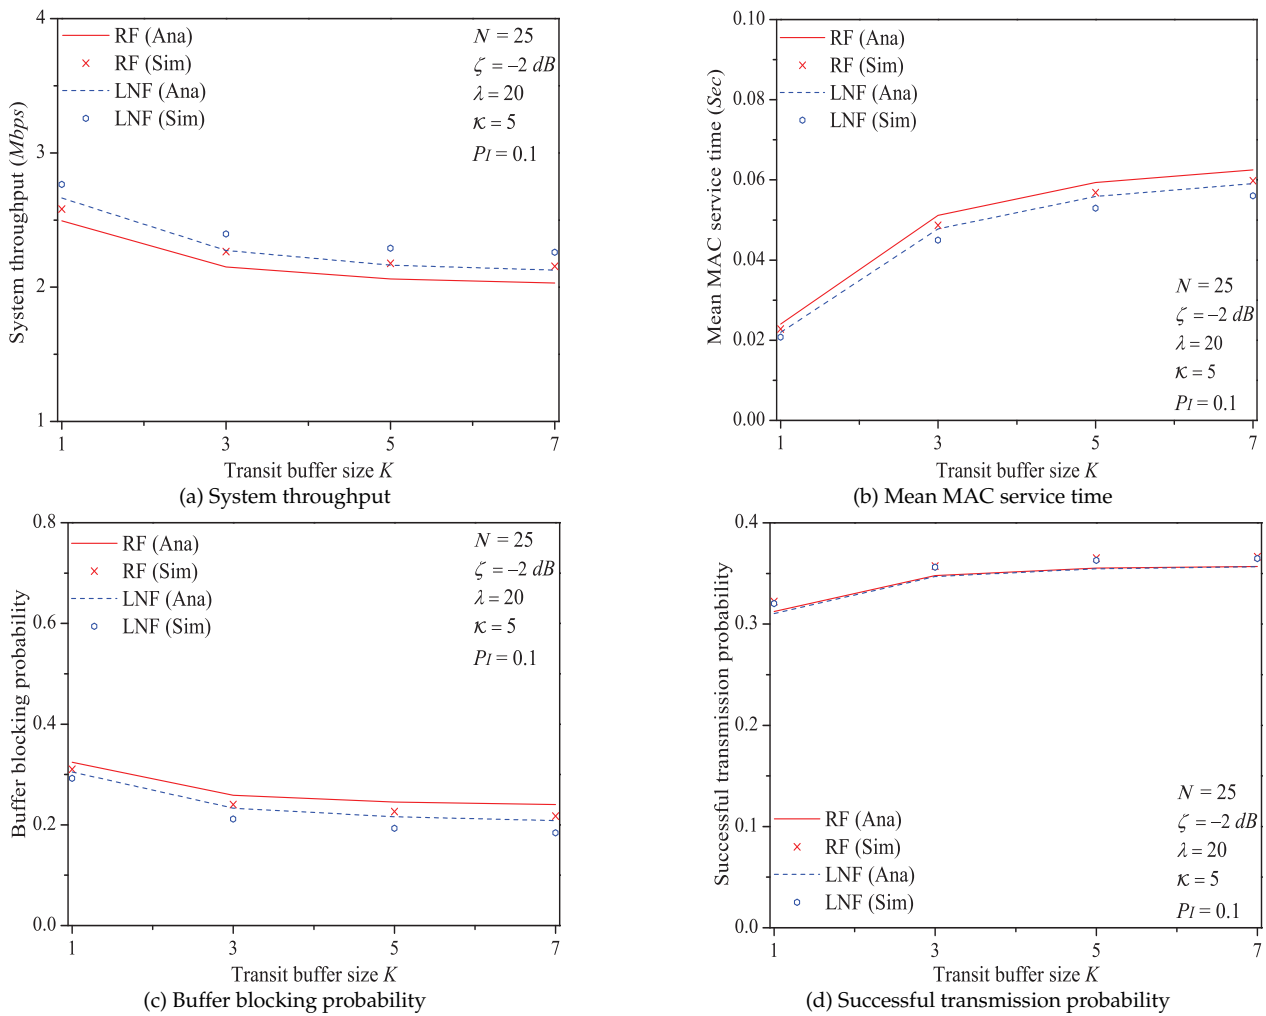 System throughput (Mbps)
4
3
2
1
RF (Ana)
RF (Sim)
LNF (Ana)
LNF (Sim)
N = 25
ζ = −2 dB
λ = 20
κ = 5
PI = 0.1
1 3 5 7
Transit buffer size K
(a) System throughput
Mean MAC service time (Sec)
0.10
0.08
0.06
0.04
0.02
0.00
RF (Ana)
RF (Sim)
LNF (Ana)
LNF (Sim)
N = 25
ζ = −2 dB
λ = 20
κ = 5
PI = 0.1
1 3 5 7
Transit buffer size K
(b) Mean MAC service time
Buffer blocking probability
0.8
0.6
0.4
0.2
0.0
RF (Ana)
RF (Sim)
LNF (Ana)
LNF (Sim)
N = 25
ζ = −2 dB
λ = 20
κ = 5
PI = 0.1
1 3 5 7
Transit buffer size K
(c) Buffer blocking probability
Successful transmission probability
0.4
0.3
0.2
0.1
0.0
RF (Ana)
RF (Sim)
LNF (Ana)
LNF (Sim)
N = 25
ζ = −2 dB
λ = 20
κ = 5
PI = 0.1
1 3 5 7
Transit buffer size K
(d) Successful transmission probability